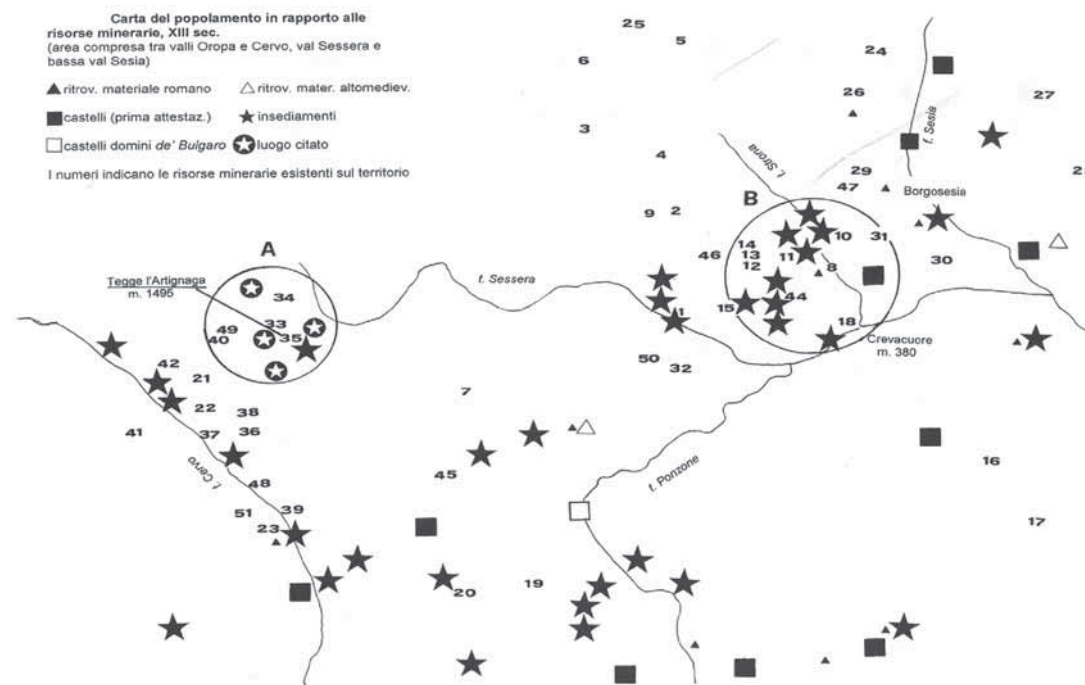 Carta del popolamento in rapporto alle
risorse minerarie, XIII sec.
(area compresa tra valli Oropa e Cervo, val Sessera e
bassa val Sesia)
ritrov. materiale romano
ritrov. mater. altomediev.
castelli (prima attestaz.)
insediamenti
castelli domini de' Bulgaro
luogo citato
I numeri indicano le risorse minerarie esistenti sul territorio
25
5
24
6
26
27
t. Sesia
3
t. Strona
4
29
47
B
Borgosesia
9
2
10
31
14
46
13
11
12
8
30
A
Tegge l'Artignaga
m. 1495
34
t. Sessera
33
49
40
35
15
44
1
18
Crevacuore
m. 380
50
32
42
21
7
22
38
41
37
36
t. Cervo
45
48
t. Ponzone
16
51
39
23
17
20
19